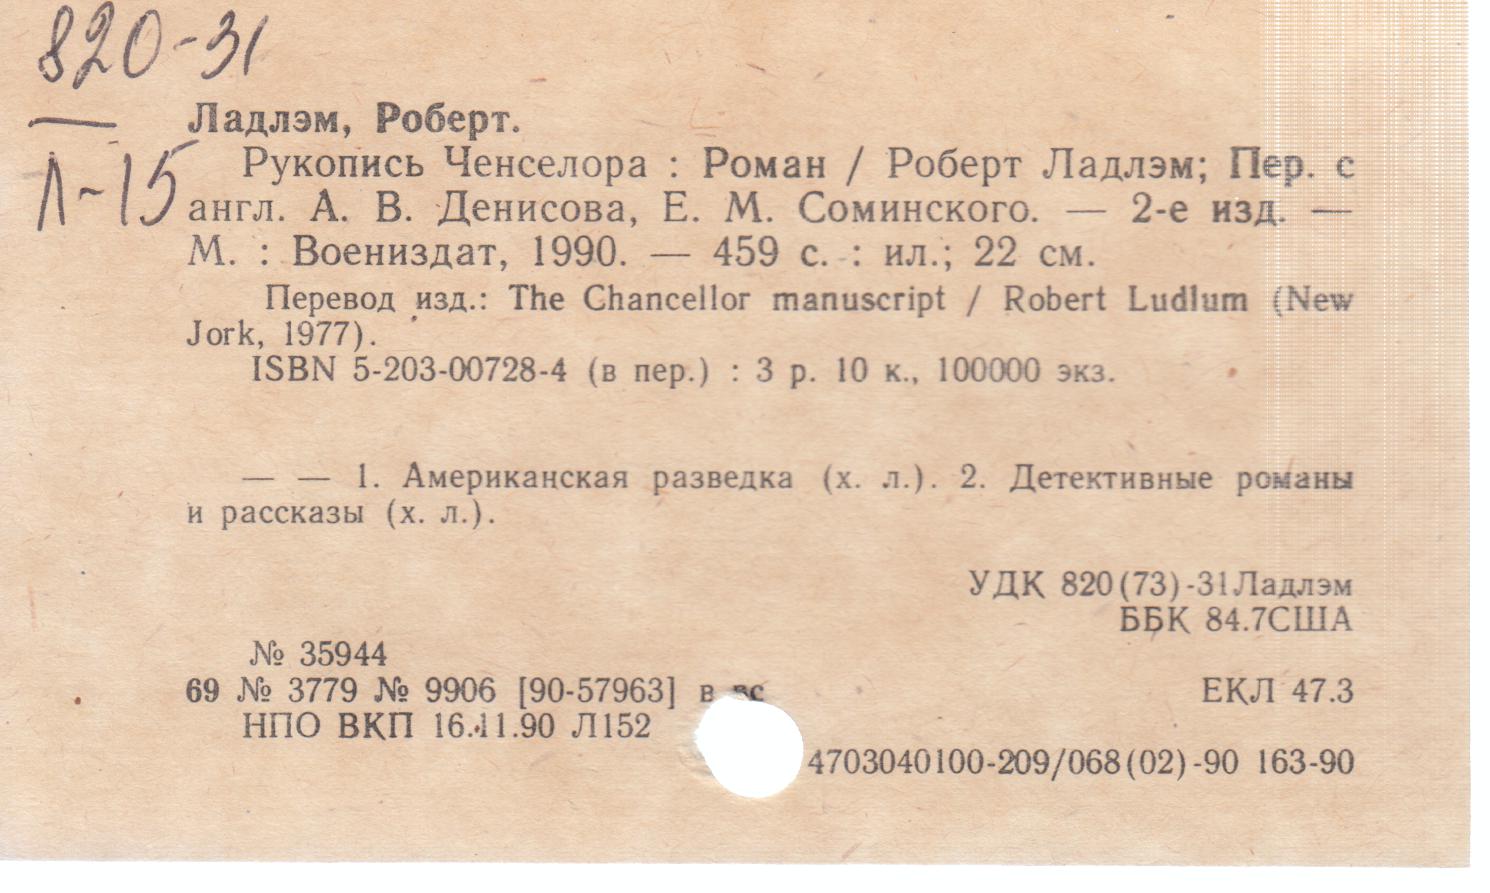 820-31
Л-15
Ладлэм, Роберт.
Рукопись Ченселора : Роман / Роберт Ладлэм; Пер. с
англ. А. В. Денисова, Е. М. Соминского. — 2-е изд. —
М. : Воениздат, 1990. — 459 с. : ил.; 22 см.
Перевод изд.: The Chancellor manuscript / Robert Ludlum (New
Jork, 1977).
ISBN 5-203-00728-4 (в пер.) : 3 р. 10 к., 100000 экз.
— — 1. Американская разведка (х. л.). 2. Детективные романы
и рассказы (х. л.).
УДК 820(73)-31Ладлэм
ББК 84.7США
№ 35944
69 № 3779 № 9906 [90-57963] в
ЕКЛ 47.3
НПО ВКП 16.11.90 Л152
4703040100-209/068(02)-90 163-90